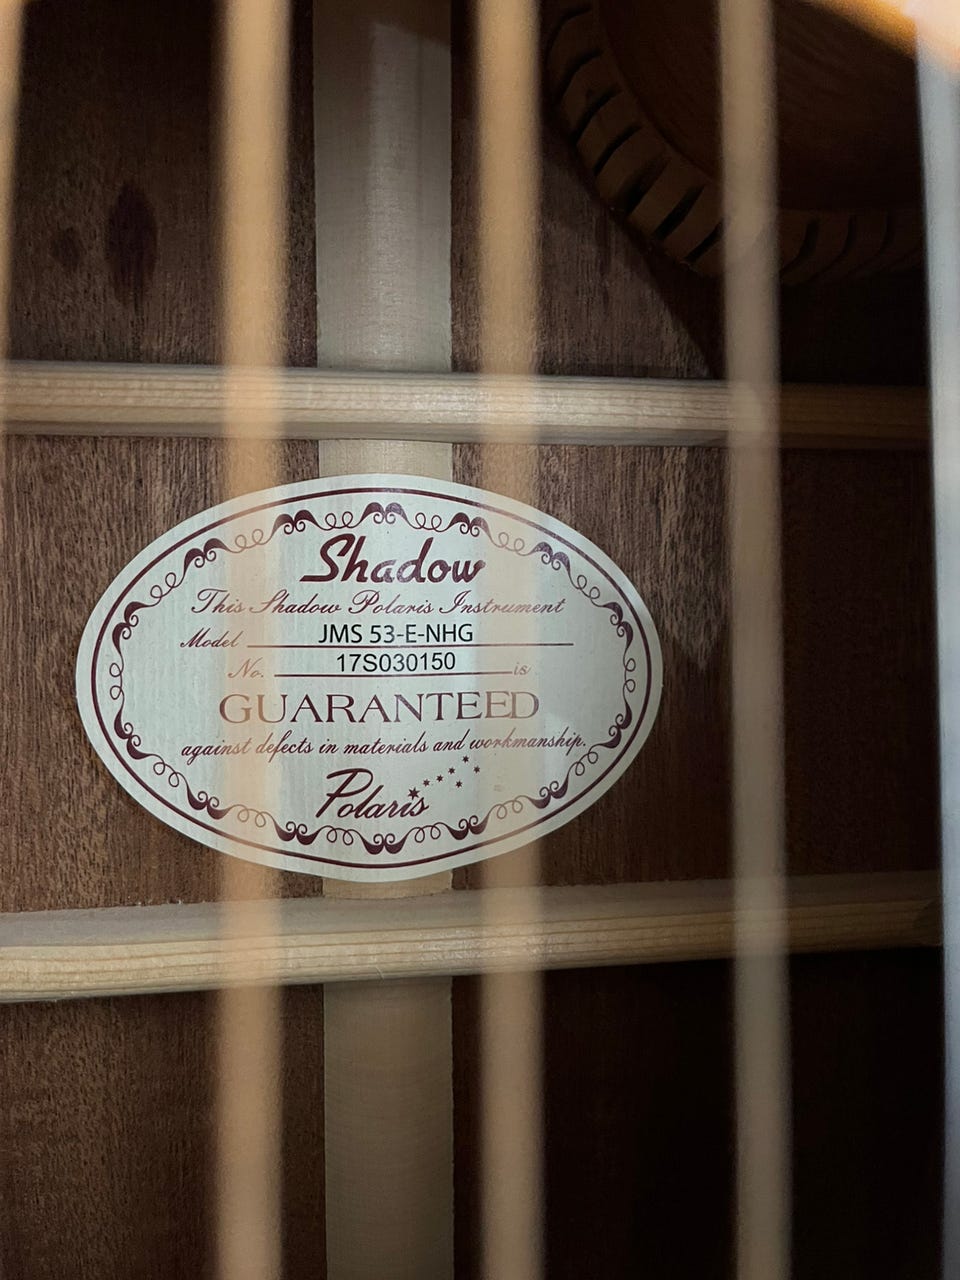 Shadow
This Shadow Polaris Instrument
Model JMS 53-E-NHG
No. 17S030150 is
GUARANTEED
against defects in materials and workmanship.
Polaris